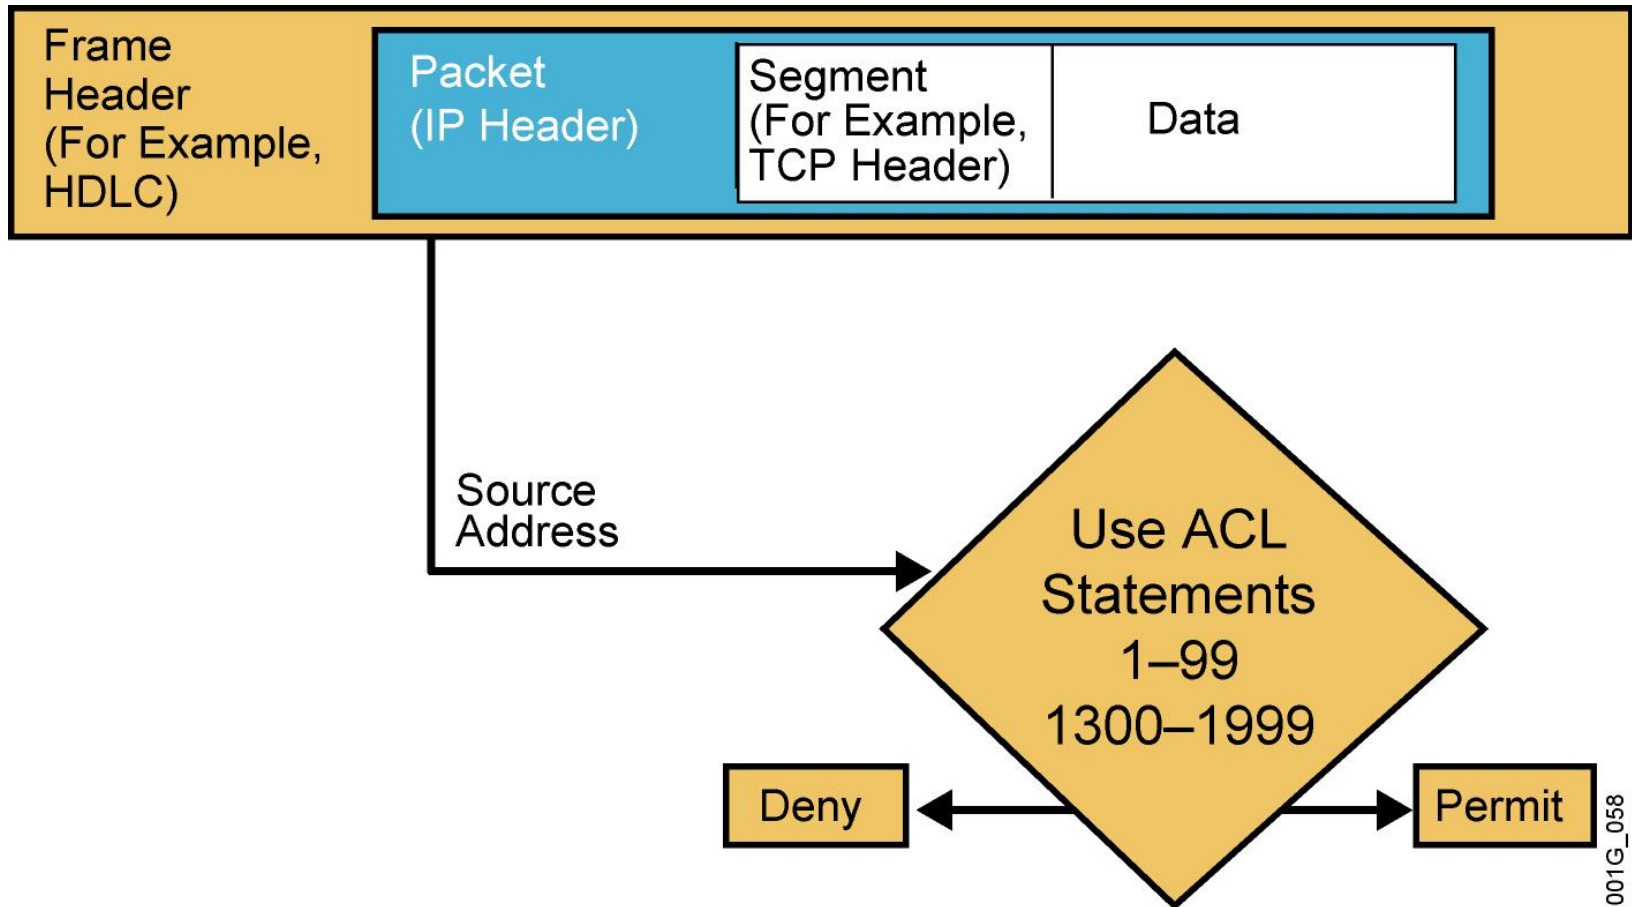 Frame
Header
(For Example,
HDLC)
Packet
(IP Header)
Segment
(For Example,
TCP Header)
Data
Source
Address
Use ACL
Statements
1–99
1300–1999
Deny
Permit
001G_058